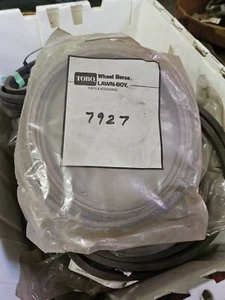 TORO
Wheel Horse.
LAWN-BOY.
PARTS & ACCESSORIES
7927